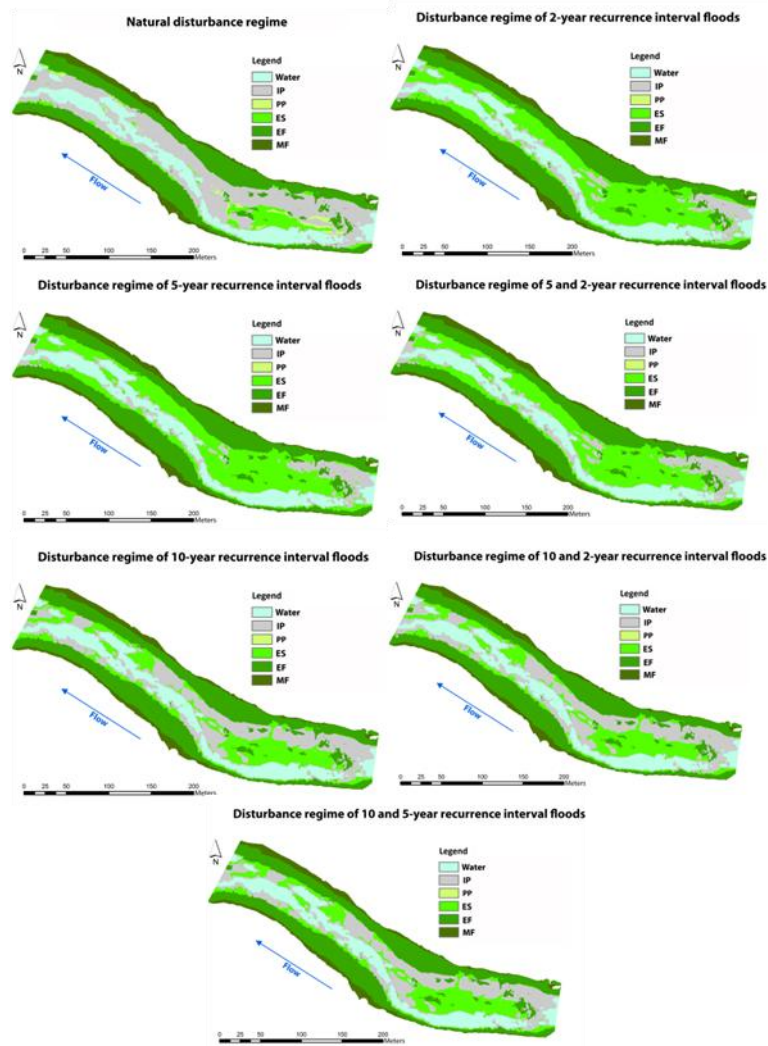 Natural disturbance regime
N
Legend
Water
IP
PP
ES
EF
MF
Flow
0 25 50 100 150 200
Meters
Disturbance regime of 2-year recurrence interval floods
N
Legend
Water
IP
PP
ES
EF
MF
Flow
0 25 50 100 150 200
Meters
Disturbance regime of 5-year recurrence interval floods
N
Legend
Water
IP
PP
ES
EF
MF
Flow
0 25 50 100 150 200
Meters
Disturbance regime of 5 and 2-year recurrence interval floods
N
Legend
Water
IP
PP
ES
EF
MF
Flow
0 25 50 100 150 200
Meters
Disturbance regime of 10-year recurrence interval floods
N
Legend
Water
IP
PP
ES
EF
MF
Flow
0 25 50 100 150 200
Meters
Disturbance regime of 10 and 2-year recurrence interval floods
N
Legend
Water
IP
PP
ES
EF
MF
Flow
0 25 50 100 150 200
Meters
Disturbance regime of 10 and 5-year recurrence interval floods
N
Legend
Water
IP
PP
ES
EF
MF
Flow
0 25 50 100 150 200
Meters